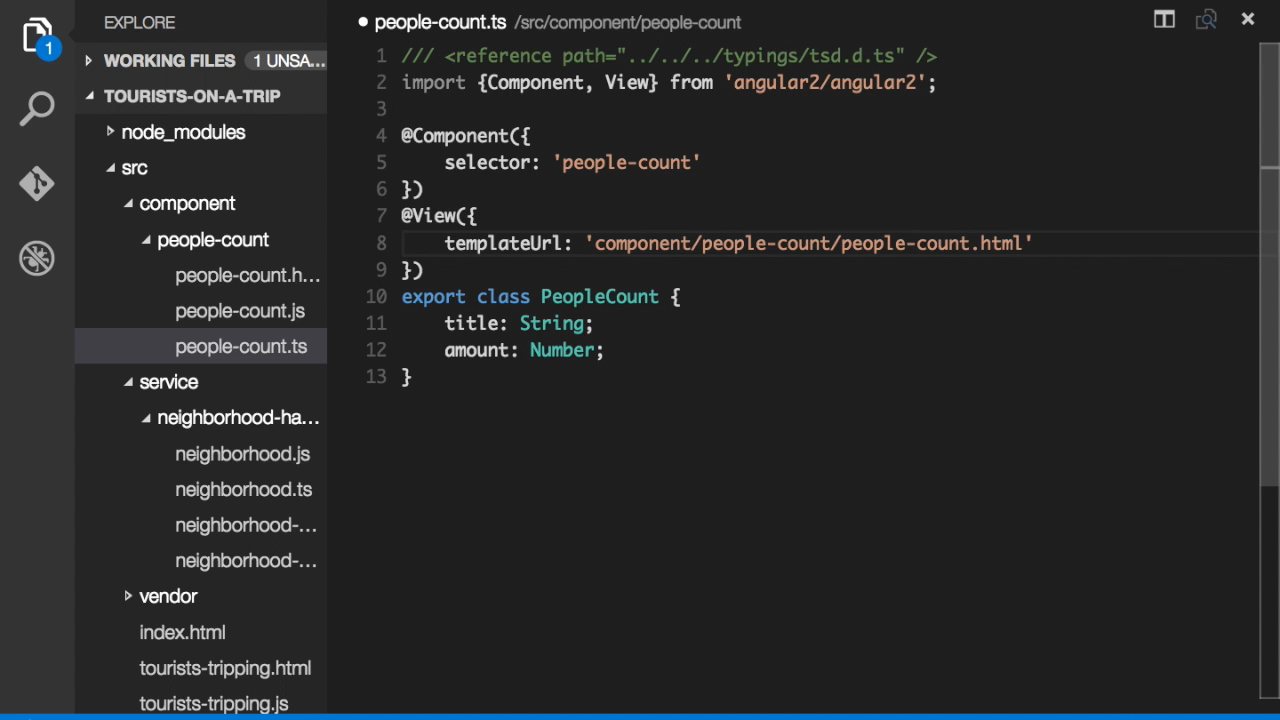 EXPLORE
WORKING FILES 1 UNSA...
1
TOURISTS-ON-A-TRIP
node_modules
src
component
people-count
people-count.h...
people-count.js
people-count.ts
service
neighborhood-ha...
neighborhood.js
neighborhood.ts
neighborhood-...
neighborhood-...
vendor
index.html
tourists-tripping.html
tourists-tripping.js
people-count.ts /src/component/people-count
1 /// <reference path="../../../typings/tsd.d.ts" />
2 import {Component, View} from 'angular2/angular2';
3
4 @Component({
5 selector: 'people-count'
6 })
7 @View({
8 templateUrl: 'component/people-count/people-count.html'
9 })
10 export class PeopleCount {
11 title: String;
12 amount: Number;
13 }